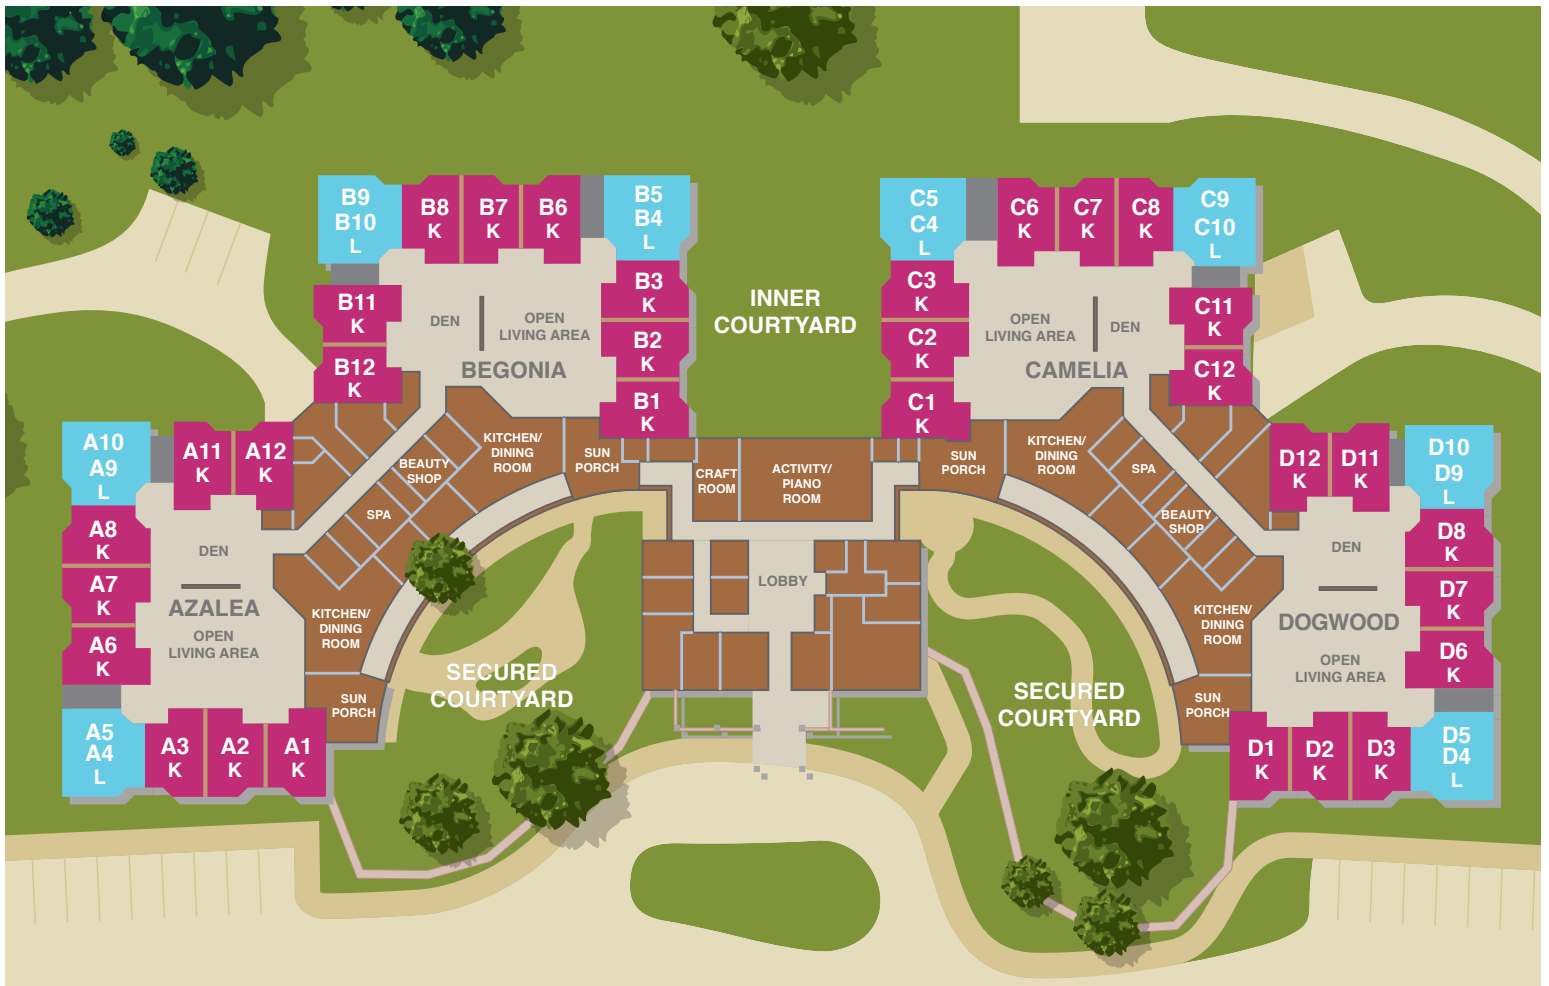 B9
B10
L
B8
K
B7
K
B6
K
B5
B4
L
B3
K
B2
K
B1
K
B11
K
B12
K
DEN
OPEN
LIVING AREA
BEGONIA
INNER
COURTYARD
C5
C4
L
C6
K
C7
K
C8
K
C9
C10
L
C3
K
C2
K
C1
K
C11
K
C12
K
OPEN
LIVING AREA
DEN
CAMELIA
A10
A9
L
A11
K
A12
K
A8
K
A7
K
A6
K
A5
A4
L
A3
K
A2
K
A1
K
DEN
AZALEA
OPEN
LIVING AREA
KITCHEN/
DINING
ROOM
SUN
PORCH
BEAUTY
SHOP
SPA
KITCHEN/
DINING
ROOM
SUN
PORCH
CRAFT
ROOM
ACTIVITY/
PIANO
ROOM
LOBBY
SECURED
COURTYARD
SUN
PORCH
KITCHEN/
DINING
ROOM
SPA
BEAUTY
SHOP
KITCHEN/
DINING
ROOM
SUN
PORCH
SECURED
COURTYARD
D12
K
D11
K
D10
D9
L
D8
K
D7
K
D6
K
DEN
DOGWOOD
OPEN
LIVING AREA
D1
K
D2
K
D3
K
D5
D4
L